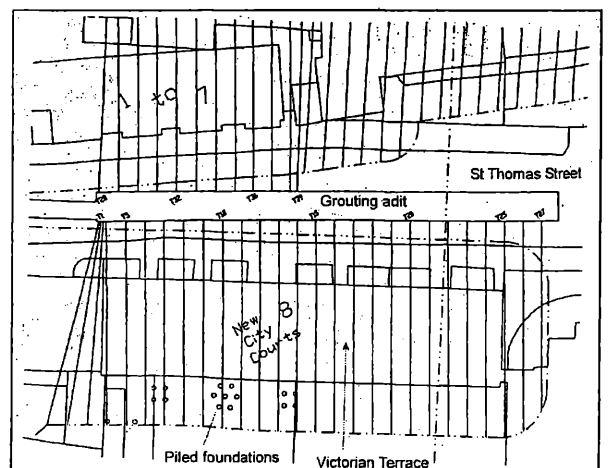 1 to 7
St Thomas Street
Grouting adit
New 8
City
Courts
Piled foundations
Victorian Terrace